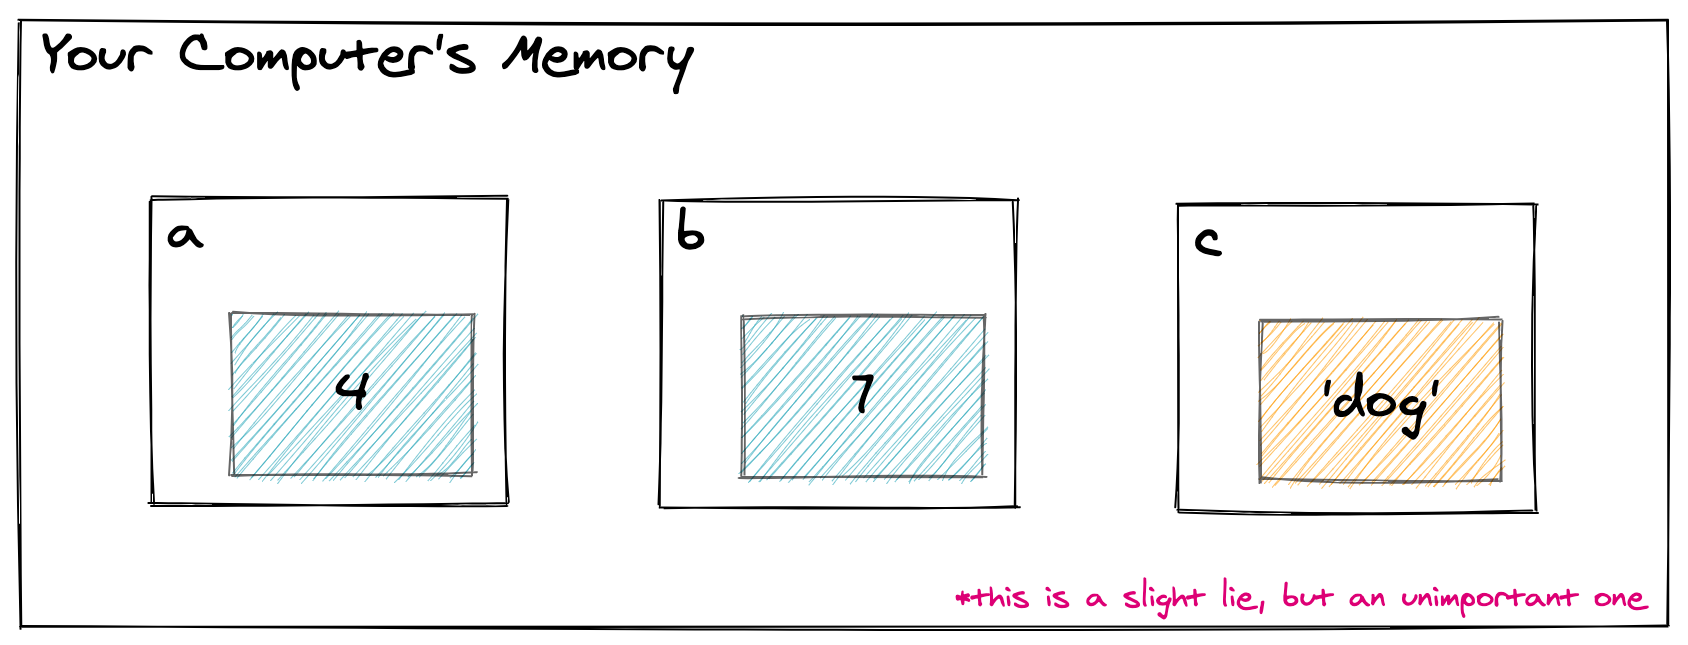 Your Computer's Memory
a
b
c
4
7
'dog'
*this is a slight lie, but an unimportant one